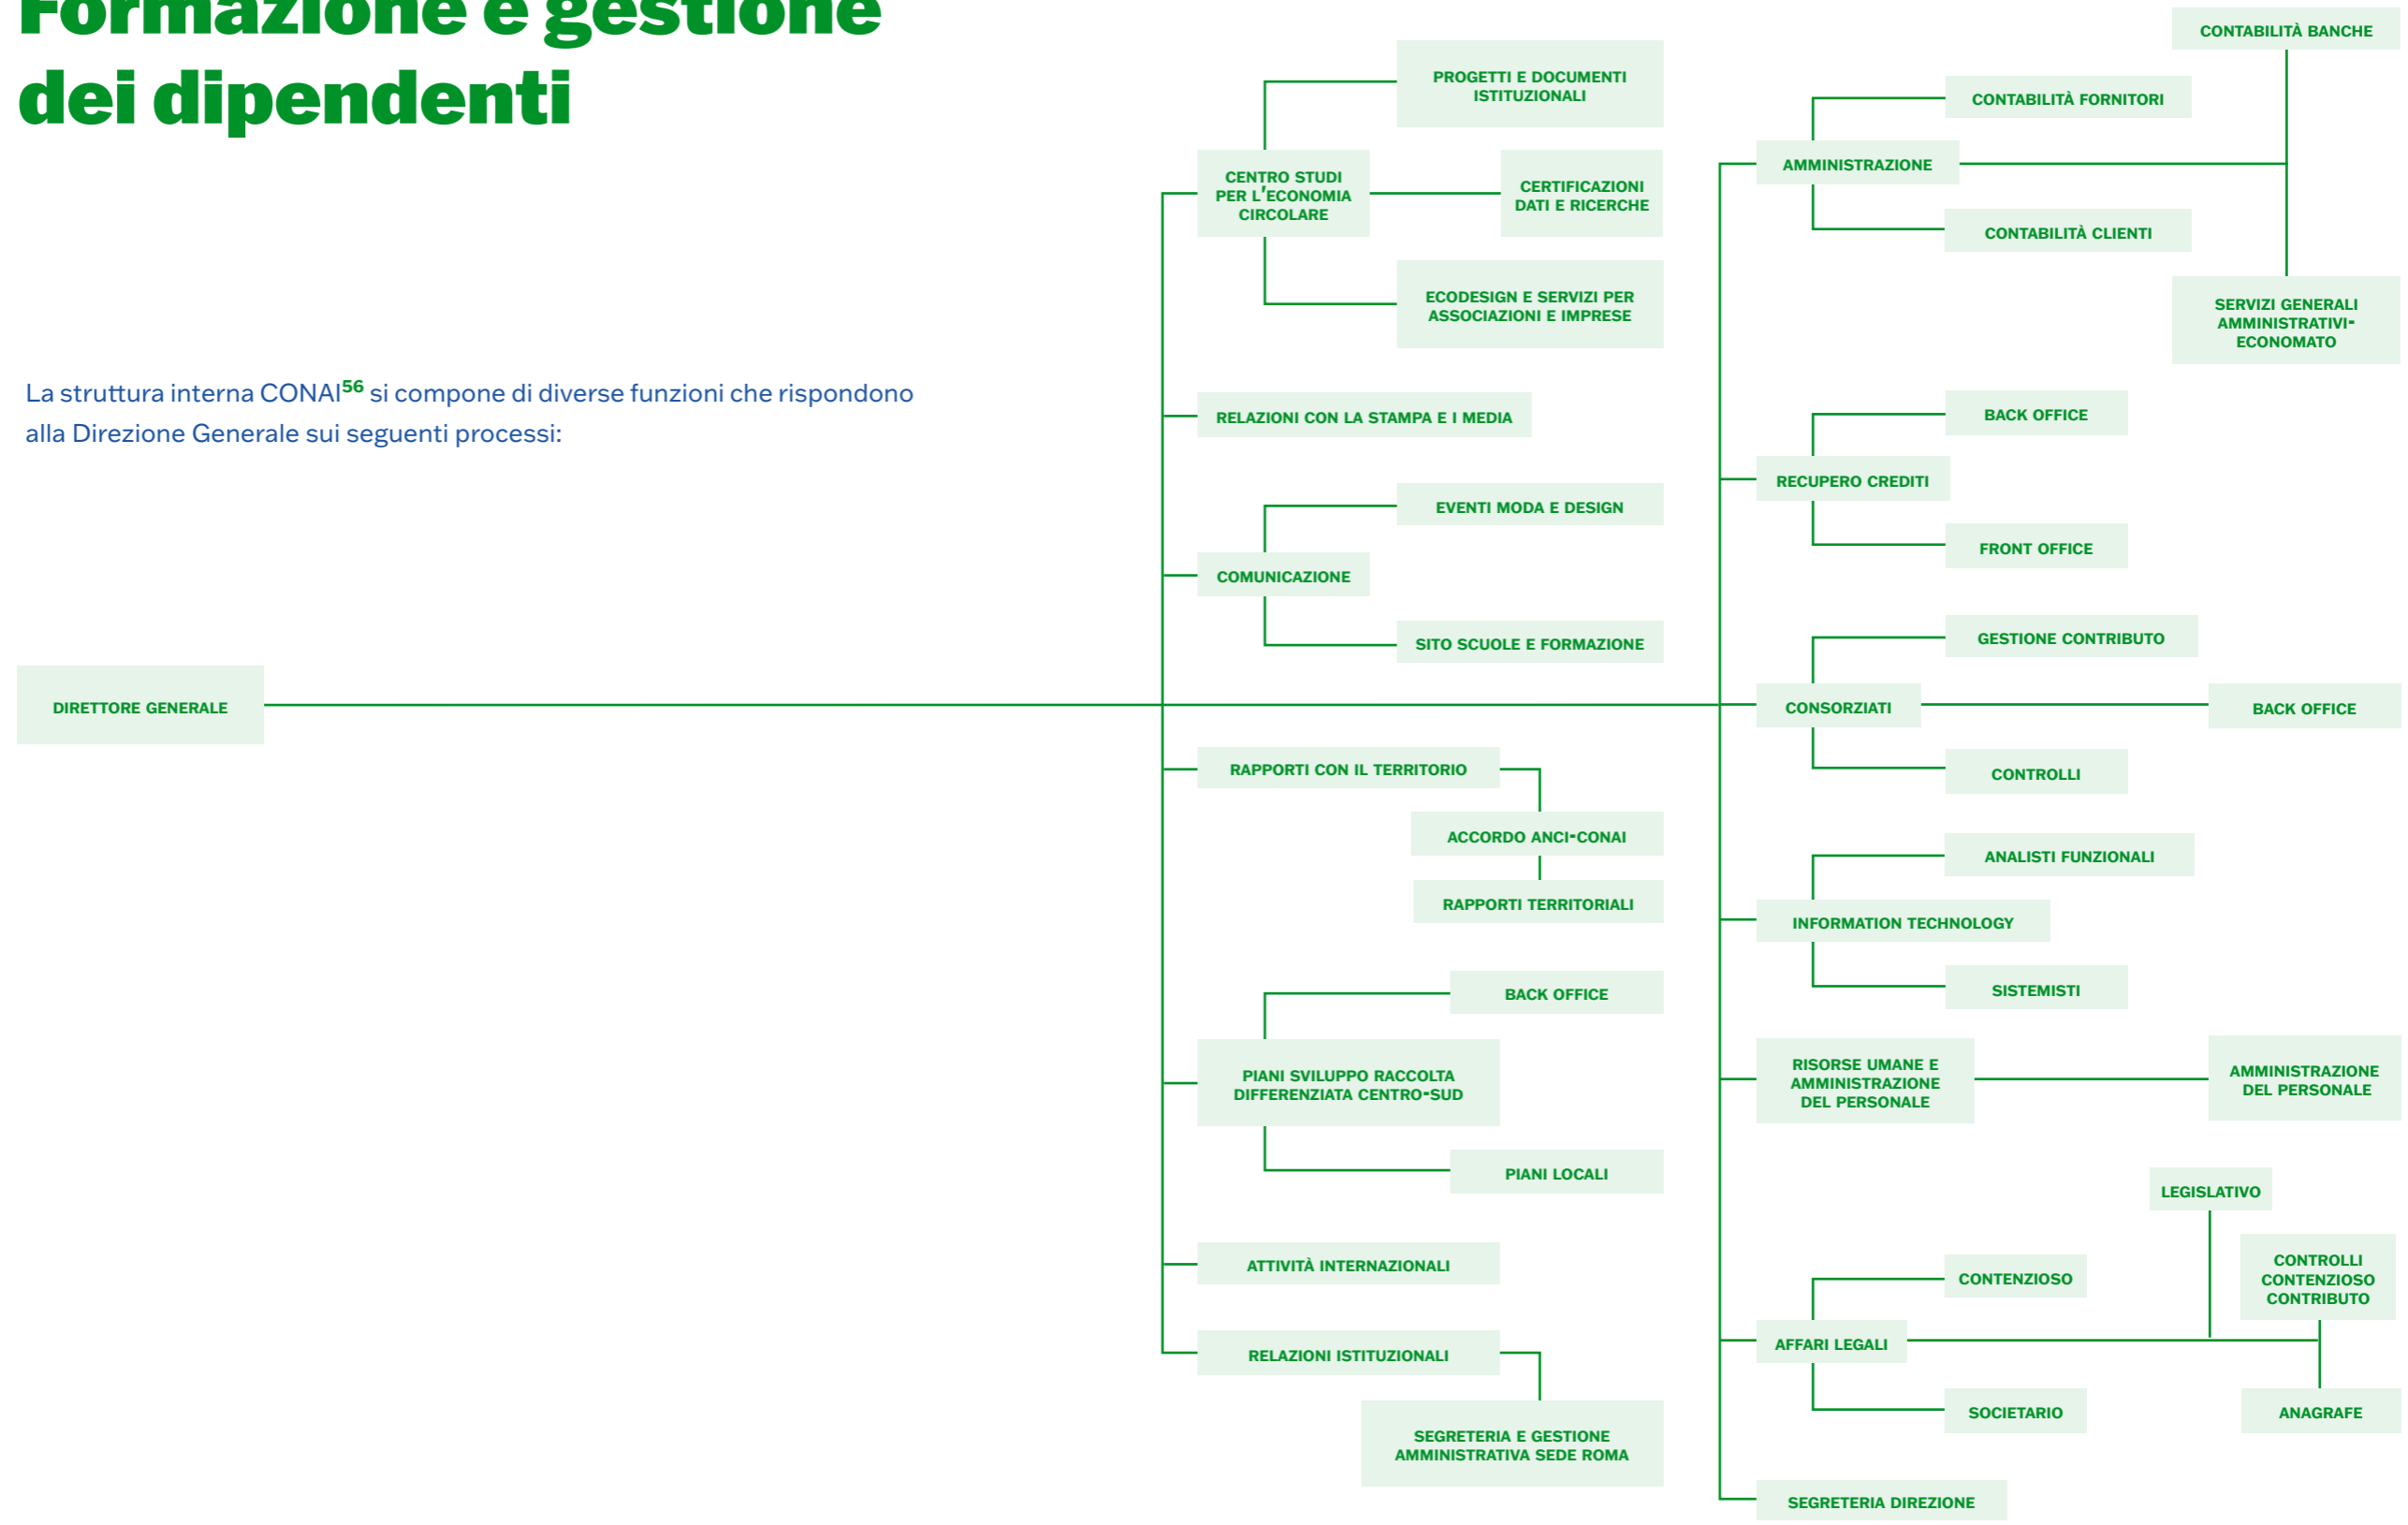 Formazione e gestione
dei dipendenti
La struttura interna CONAI56 si compone di diverse funzioni che rispondono
alla Direzione Generale sui seguenti processi:
DIRETTORE GENERALE
CENTRO STUDI
PER L'ECONOMIA
CIRCOLARE
PROGETTI E DOCUMENTI
ISTITUZIONALI
CERTIFICAZIONI
DATI E RICERCHE
ECODESIGN E SERVIZI PER
ASSOCIAZIONI E IMPRESE
RELAZIONI CON LA STAMPA E I MEDIA
EVENTI MODA E DESIGN
COMUNICAZIONE
SITO SCUOLE E FORMAZIONE
RAPPORTI CON IL TERRITORIO
ACCORDO ANCI-CONAI
RAPPORTI TERRITORIALI
BACK OFFICE
PIANI SVILUPPO RACCOLTA
DIFFERENZIATA CENTRO-SUD
PIANI LOCALI
ATTIVITÀ INTERNAZIONALI
RELAZIONI ISTITUZIONALI
SEGRETERIA E GESTIONE
AMMINISTRATIVA SEDE ROMA
CONTABILITÀ BANCHE
CONTABILITÀ FORNITORI
AMMINISTRAZIONE
CONTABILITÀ CLIENTI
SERVIZI GENERALI
AMMINISTRATIVI-
ECONOMATO
BACK OFFICE
RECUPERO CREDITI
FRONT OFFICE
GESTIONE CONTRIBUTO
CONSORZIATI
BACK OFFICE
CONTROLLI
ANALISTI FUNZIONALI
INFORMATION TECHNOLOGY
SISTEMISTI
RISORSE UMANE E
AMMINISTRAZIONE
DEL PERSONALE
AMMINISTRAZIONE
DEL PERSONALE
LEGISLATIVO
CONTROLLI
CONTENZIOSO
CONTRIBUTO
CONTENZIOSO
AFFARI LEGALI
SOCIETARIO
ANAGRAFE
SEGRETERIA DIREZIONE